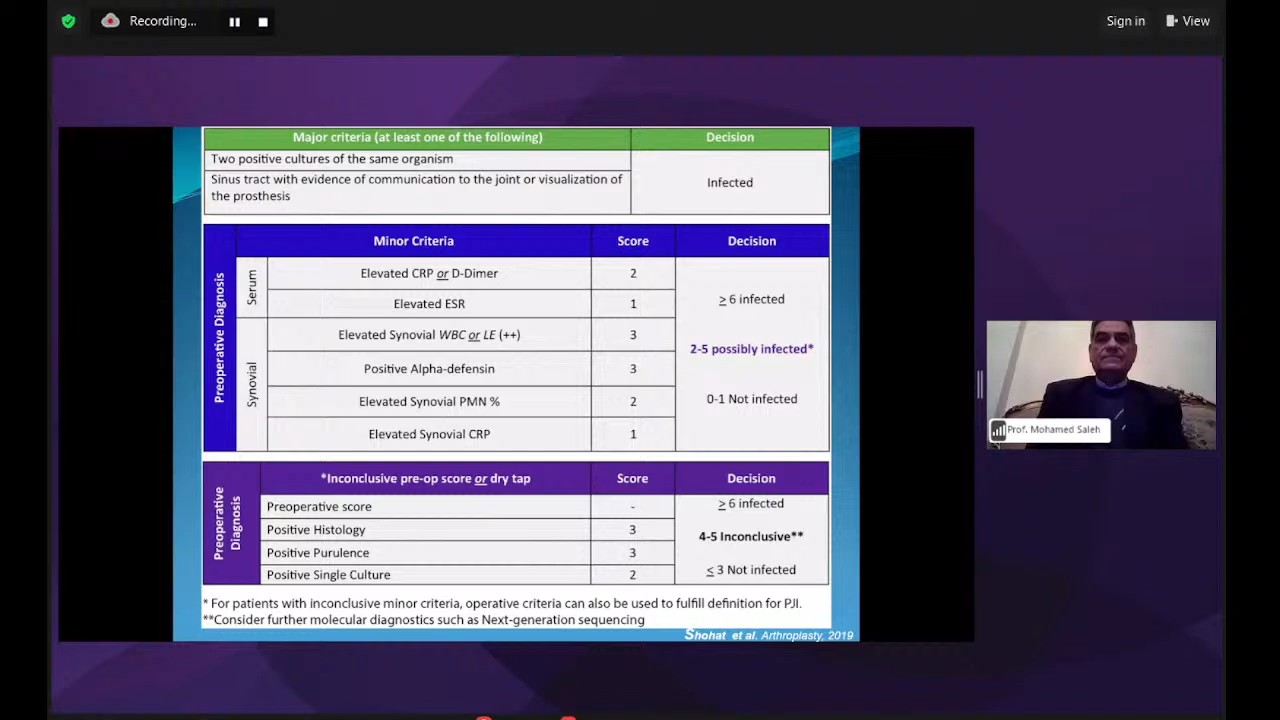 Recording...
Sign in
View
Major criteria (at least one of the following)
Decision
Two positive cultures of the same organism
Sinus tract with evidence of communication to the joint or visualization of
the prosthesis
Infected
Preoperative Diagnosis
Minor Criteria
Score
Decision
Serum
Elevated CRP or D-Dimer
2
Elevated ESR
1
Synovial
Elevated Synovial WBC or LE (++)
3
Positive Alpha-defensin
3
Elevated Synovial PMN %
2
Elevated Synovial CRP
1
≥ 6 infected
2-5 possibly infected*
0-1 Not infected
Preoperative
Diagnosis
*Inconclusive pre-op score or dry tap
Score
Decision
Preoperative score
-
Positive Histology
3
Positive Purulence
3
Positive Single Culture
2
≥ 6 infected
4-5 Inconclusive**
≤ 3 Not infected
* For patients with inconclusive minor criteria, operative criteria can also be used to fulfill definition for PJI.
**Consider further molecular diagnostics such as Next-generation sequencing
Shohat et al. Arthroplasty, 2019
Prof. Mohamed Saleh